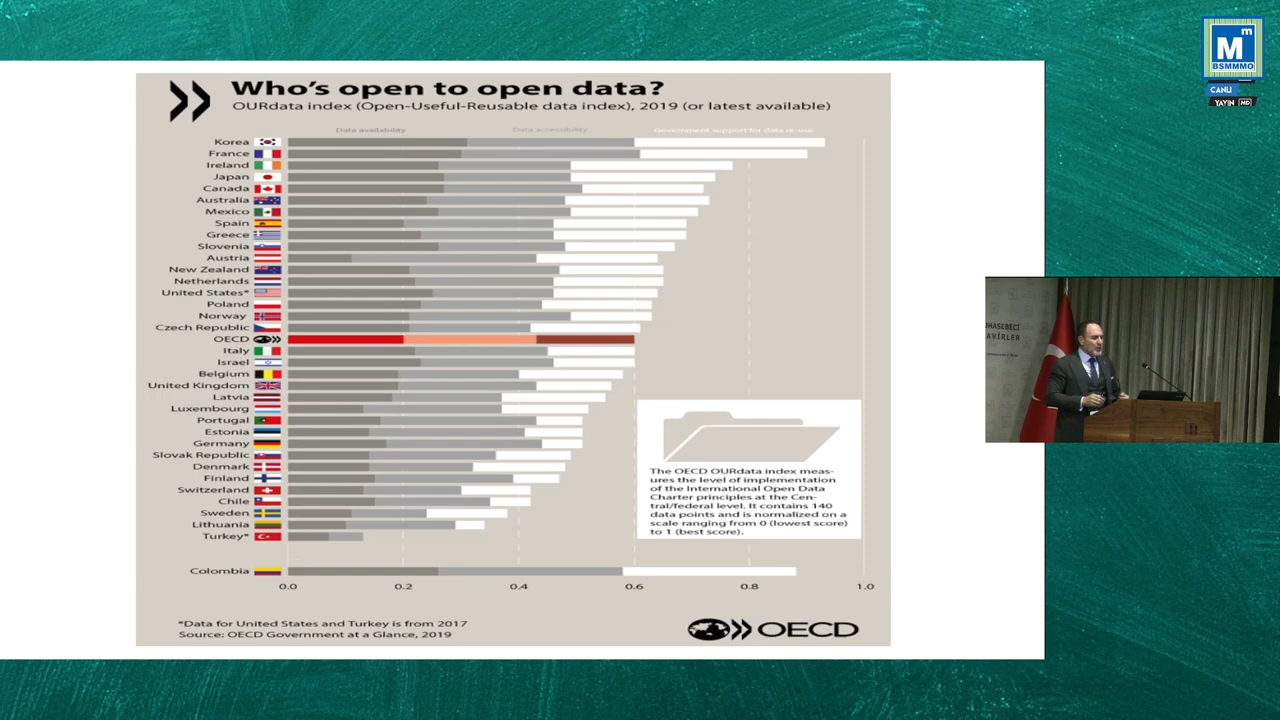 Who's open to open data?
OURdata index (Open-Useful-Reusable data index), 2019 (or latest available)
Data availability
Data accessibility
Government support for data re-use
Korea
France
Ireland
Japan
Canada
Australia
Mexico
Spain
Greece
Slovenia
Austria
New Zealand
Netherlands
United States*
Poland
Norway
Czech Republic
OECD
Italy
Israel
Belgium
United Kingdom
Latvia
Luxembourg
Portugal
Estonia
Germany
Slovak Republic
Denmark
Finland
Switzerland
Chile
Sweden
Lithuania
Turkey*
Colombia
0.0 0.2 0.4 0.6 0.8 1.0
The OECD OURdata index meas-
ures the level of implementation
of the International Open Data
Charter principles at the Cen-
tral/federal level. It contains 140
data points and is normalized on a
scale ranging from 0 (lowest score)
to 1 (best score).
*Data for United States and Turkey is from 2017
Source: OECD Government at a Glance, 2019
OECD
Mm
BSMMMO
CANLI
YAYIN HD